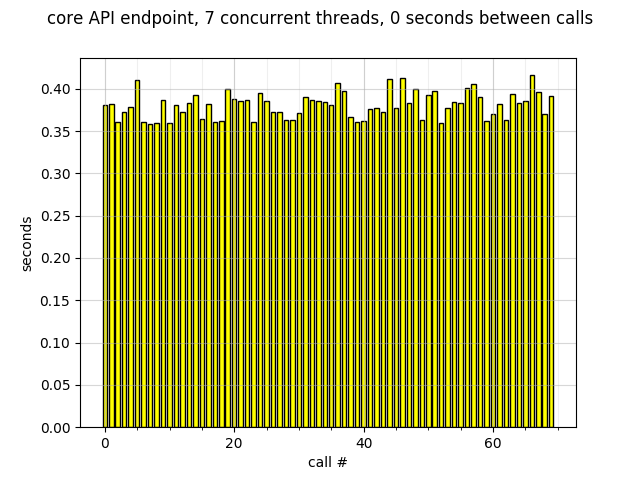 core API endpoint, 7 concurrent threads, 0 seconds between calls
0.40
0.35
0.30
0.25
0.20
0.15
0.10
0.05
0.00
seconds
0 20 40 60
call #